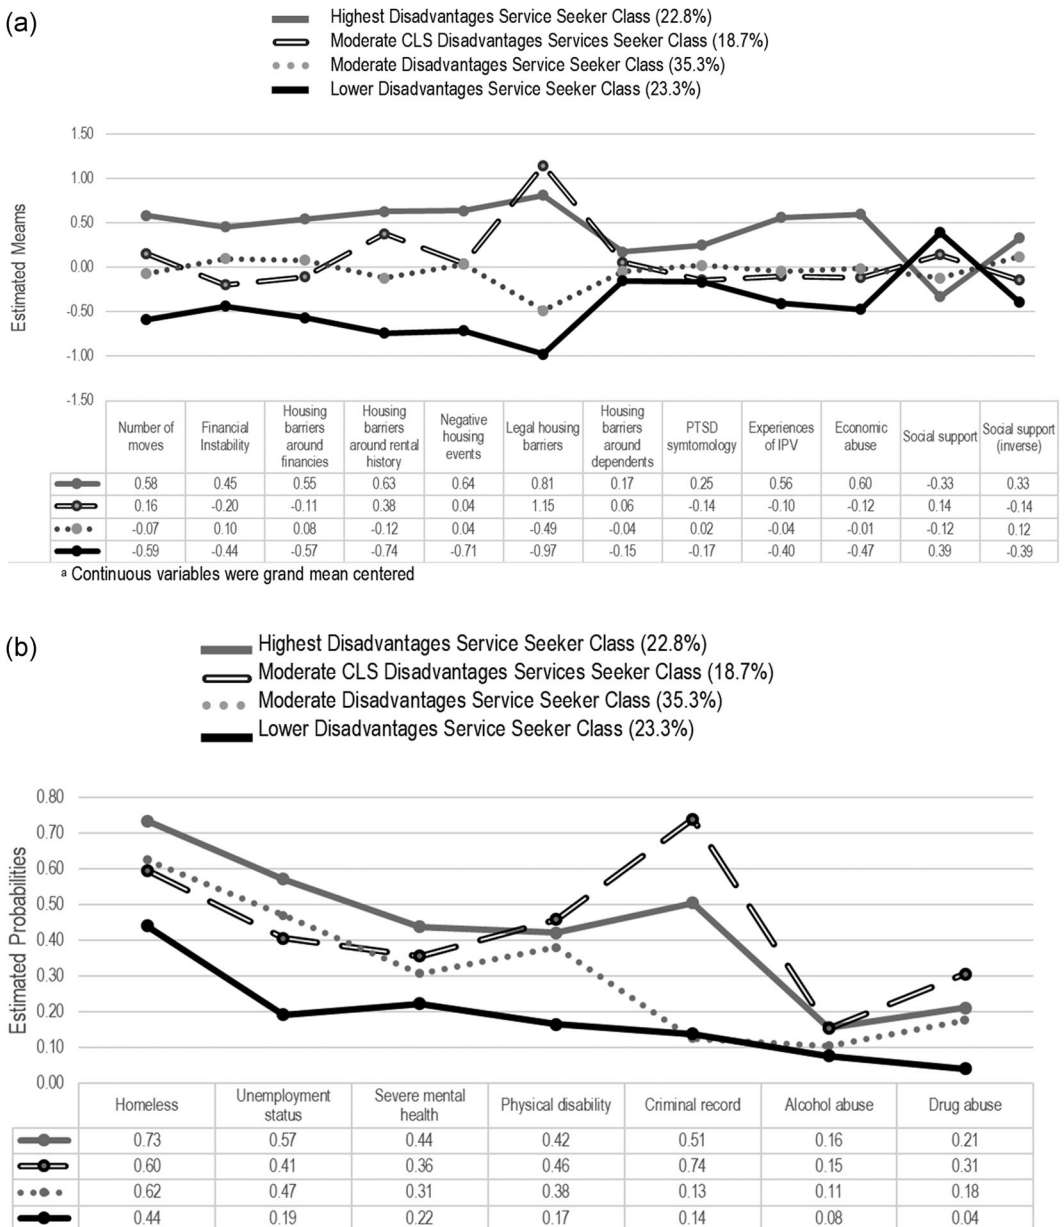 (a)
Highest Disadvantages Service Seeker Class (22.8%)
Moderate CLS Disadvantages Services Seeker Class (18.7%)
Moderate Disadvantages Service Seeker Class (35.3%)
Lower Disadvantages Service Seeker Class (23.3%)
Estimated Meams
1.50
1.00
0.50
0.00
-0.50
-1.00
-1.50
Number of
moves
Financial
Instability
Housing
barriers
around
financies
Housing
barriers
around rental
history
Negative
housing
events
Legal housing
barriers
Housing
barriers
around
dependents
PTSD
symtomology
Experiences
of IPV
Economic
abuse
Social support
Social support
(inverse)
0.58 0.45 0.55 0.63 0.64 0.81 0.17 0.25 0.56 0.60 -0.33 0.33
0.16 -0.20 -0.11 0.38 0.04 1.15 0.06 -0.14 -0.10 -0.12 0.14 -0.14
-0.07 0.10 0.08 -0.12 0.04 -0.49 -0.04 0.02 -0.04 -0.01 -0.12 0.12
-0.59 -0.44 -0.57 -0.74 -0.71 -0.97 -0.15 -0.17 -0.40 -0.47 0.39 -0.39
a Continuous variables were grand mean centered
(b)
Highest Disadvantages Service Seeker Class (22.8%)
Moderate CLS Disadvantages Services Seeker Class (18.7%)
Moderate Disadvantages Service Seeker Class (35.3%)
Lower Disadvantages Service Seeker Class (23.3%)
Estimated Probabilities
0.80
0.70
0.60
0.50
0.40
0.30
0.20
0.10
0.00
Homeless
Unemployment
status
Severe mental
health
Physical disability
Criminal record
Alcohol abuse
Drug abuse
0.73 0.57 0.44 0.42 0.51 0.16 0.21
0.60 0.41 0.36 0.46 0.74 0.15 0.31
0.62 0.47 0.31 0.38 0.13 0.11 0.18
0.44 0.19 0.22 0.17 0.14 0.08 0.04